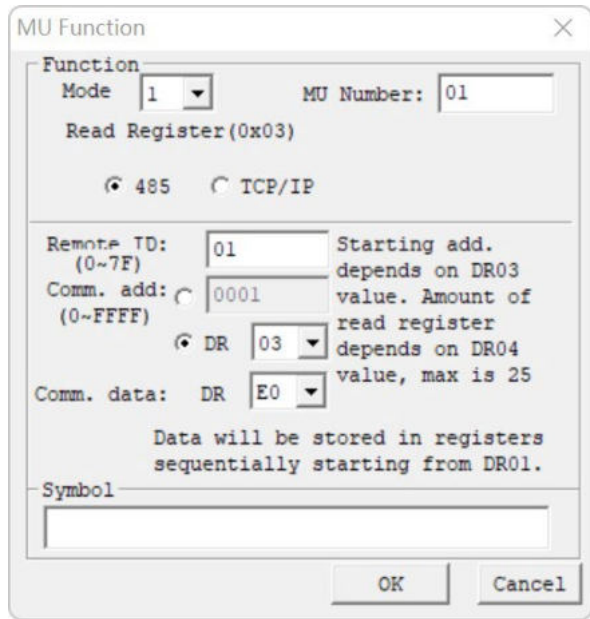 MU Function
Function
Mode 1 MU Number: 01
Read Register(0x03)
485 TCP/IP
Remote ID: 01 Starting add.
(0~7F) depends on DR03
Comm. add: 0001 value. Amount of
(0~FFFF) read register
DR 03 depends on DR04
value, max is 25
Comm. data: DR E0
Data will be stored in registers
sequentially starting from DR01.
Symbol
OK Cancel